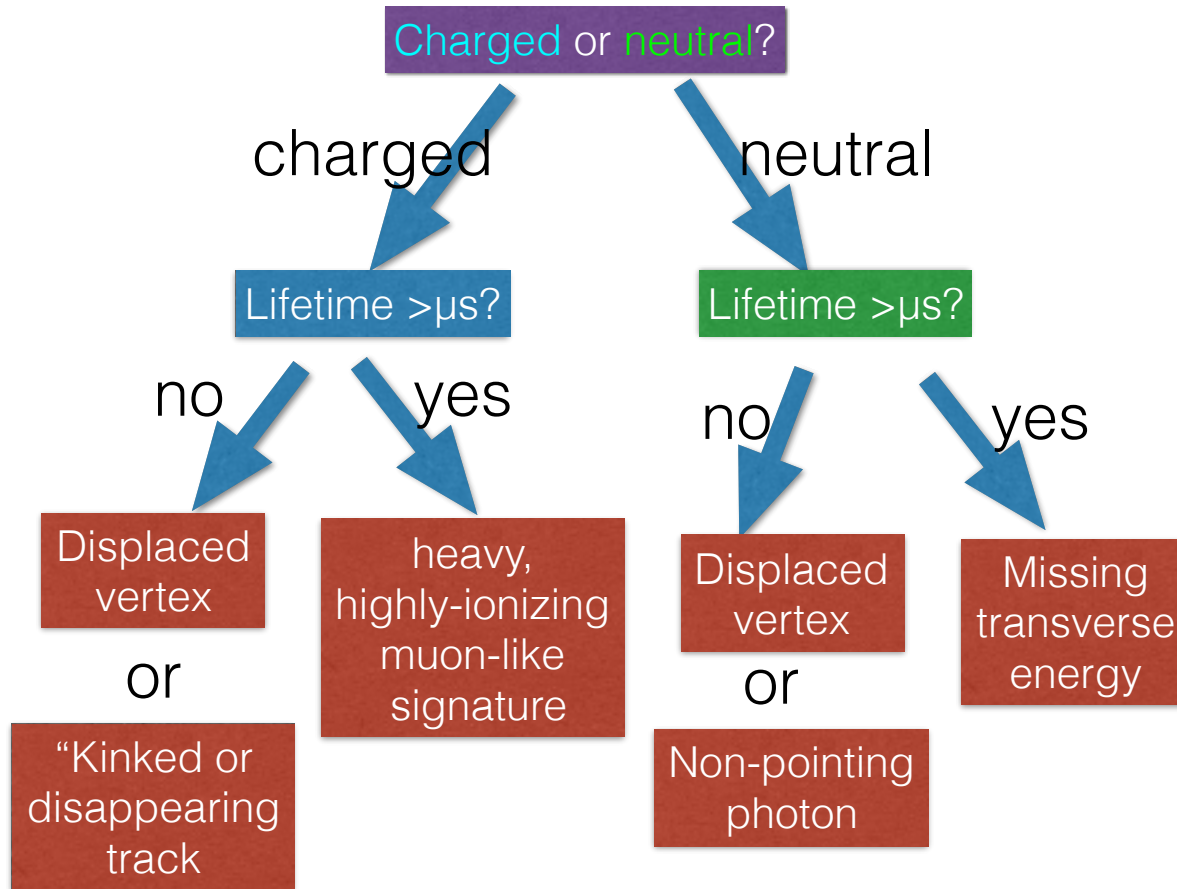 Charged or neutral?
charged
neutral
Lifetime >µs?
Lifetime >µs?
no
yes
no
yes
Displaced
vertex
or
“Kinked or
disappearing
track
heavy,
highly-ionizing
muon-like
signature
Displaced
vertex
or
Non-pointing
photon
Missing
transverse
energy